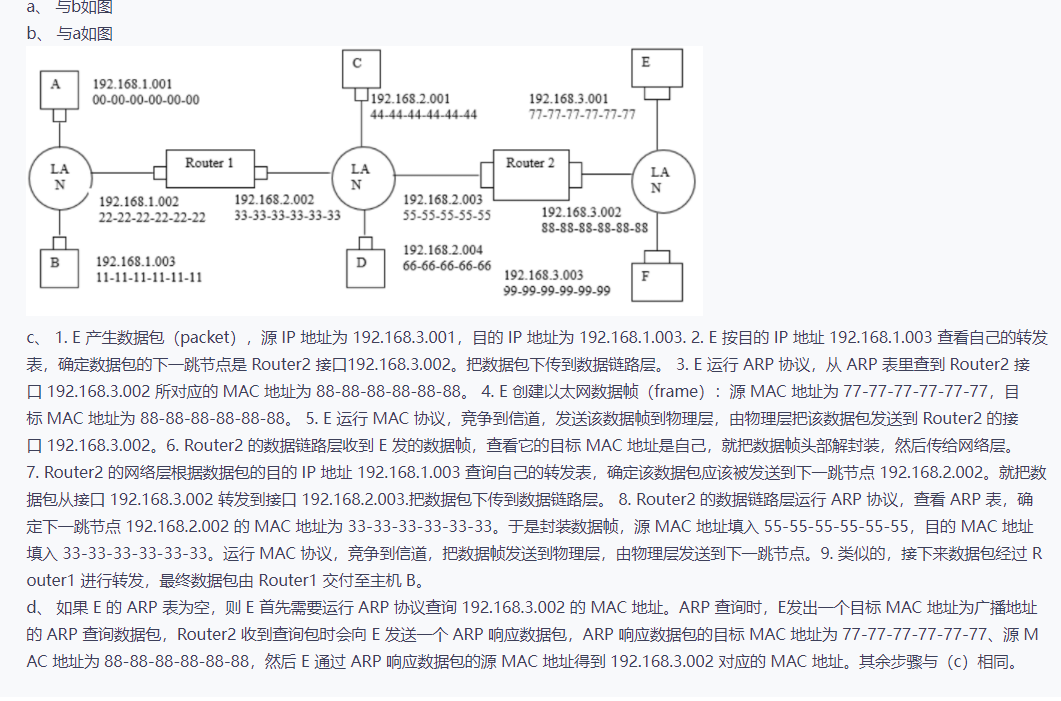 a、 与b如图
b、 与a如图
A
192.168.1.001
00-00-00-00-00-00
C
192.168.2.001
44-44-44-44-44-44
E
192.168.3.001
77-77-77-77-77-77
LA
N
Router 1
LA
N
Router 2
LA
N
192.168.1.002
22-22-22-22-22-22
192.168.2.002
33-33-33-33-33-33
192.168.2.003
55-55-55-55-55
192.168.3.002
88-88-88-88-88-88
B
192.168.1.003
11-11-11-11-11-11
D
192.168.2.004
66-66-66-66-66
192.168.3.003
99-99-99-99-99-99
F
c、 1. E 产生数据包（packet），源 IP 地址为 192.168.3.001，目的 IP 地址为 192.168.1.003. 2. E 按目的 IP 地址 192.168.1.003 查看自己的转发
表，确定数据包的下一跳节点是 Router2 接口192.168.3.002。把数据包下传到数据链路层。 3. E 运行 ARP 协议，从 ARP 表里查到 Router2 接
口 192.168.3.002 所对应的 MAC 地址为 88-88-88-88-88-88。 4. E 创建以太网数据帧（frame）：源 MAC 地址为 77-77-77-77-77-77，目
标 MAC 地址为 88-88-88-88-88-88。 5. E 运行 MAC 协议，竞争到信道，发送该数据帧到物理层，由物理层把该数据包发送到 Router2 的接
口 192.168.3.002。6. Router2 的数据链路层收到 E 发的数据帧，查看它的目标 MAC 地址是自己，就把数据帧头部解封装，然后传给网络层。
7. Router2 的网络层根据数据包的目的 IP 地址 192.168.1.003 查询自己的转发表，确定该数据包应该被发送到下一跳节点 192.168.2.002。就把数
据包从接口 192.168.3.002 转发到接口 192.168.2.003.把数据包下传到数据链路层。 8. Router2 的数据链路层运行 ARP 协议，查看 ARP 表，确
定下一跳节点 192.168.2.002 的 MAC 地址为 33-33-33-33-33-33。于是封装数据帧，源 MAC 地址填入 55-55-55-55-55-55，目的 MAC 地址
填入 33-33-33-33-33-33。运行 MAC 协议，竞争到信道，把数据帧发送到物理层，由物理层发送到下一跳节点。9. 类似的，接下来数据包经过 R
outer1 进行转发，最终数据包由 Router1 交付至主机 B。
d、 如果 E 的 ARP 表为空，则 E 首先需要运行 ARP 协议查询 192.168.3.002 的 MAC 地址。ARP 查询时，E发出一个目标 MAC 地址为广播地址
的 ARP 查询数据包，Router2 收到查询包时会向 E 发送一个 ARP 响应数据包，ARP 响应数据包的目标 MAC 地址为 77-77-77-77-77-77、源 M
AC 地址为 88-88-88-88-88-88，然后 E 通过 ARP 响应数据包的源 MAC 地址得到 192.168.3.002 对应的 MAC 地址。其余步骤与（c）相同。